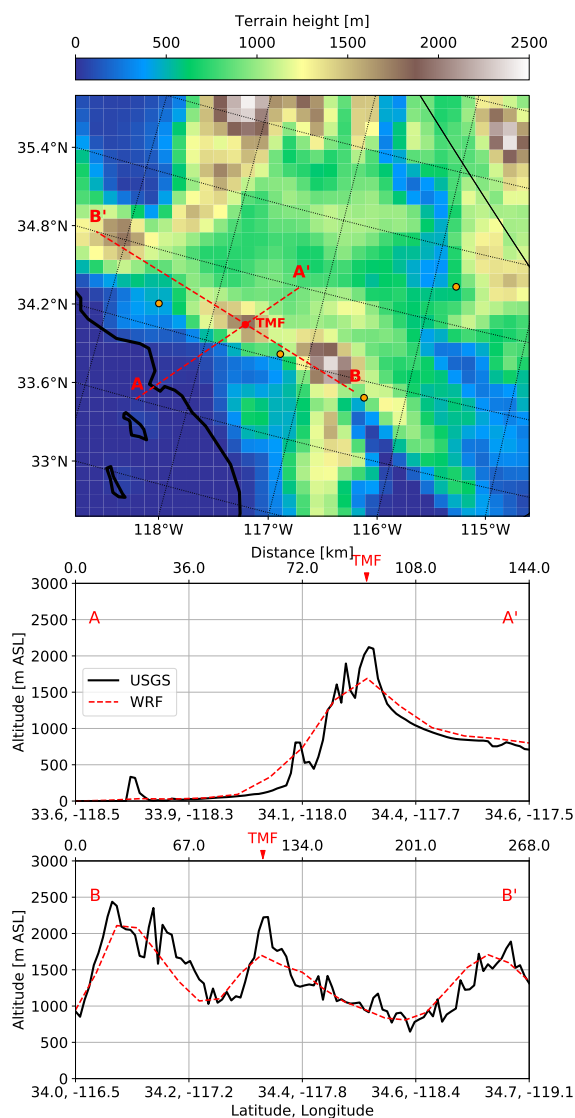 Terrain height [m]
0 500 1000 1500 2000 2500
35.4°N
34.8°N
34.2°N
33.6°N
33°N
B'
A'
TMF
A
B
118°W 117°W 116°W 115°W
Distance [km]
TMF
0.0 36.0 72.0 108.0 144.0
3000
2500
2000
1500
1000
500
0
Altitude [m ASL]
A A'
USGS
WRF
33.6, -118.5 33.9, -118.3 34.1, -118.0 34.4, -117.7 34.6, -117.5
TMF
0.0 67.0 134.0 201.0 268.0
3000
2500
2000
1500
1000
500
0
Altitude [m ASL]
B B'
34.0, -116.5 34.2, -117.2 34.4, -117.8 34.6, -118.4 34.7, -119.1
Latitude, Longitude